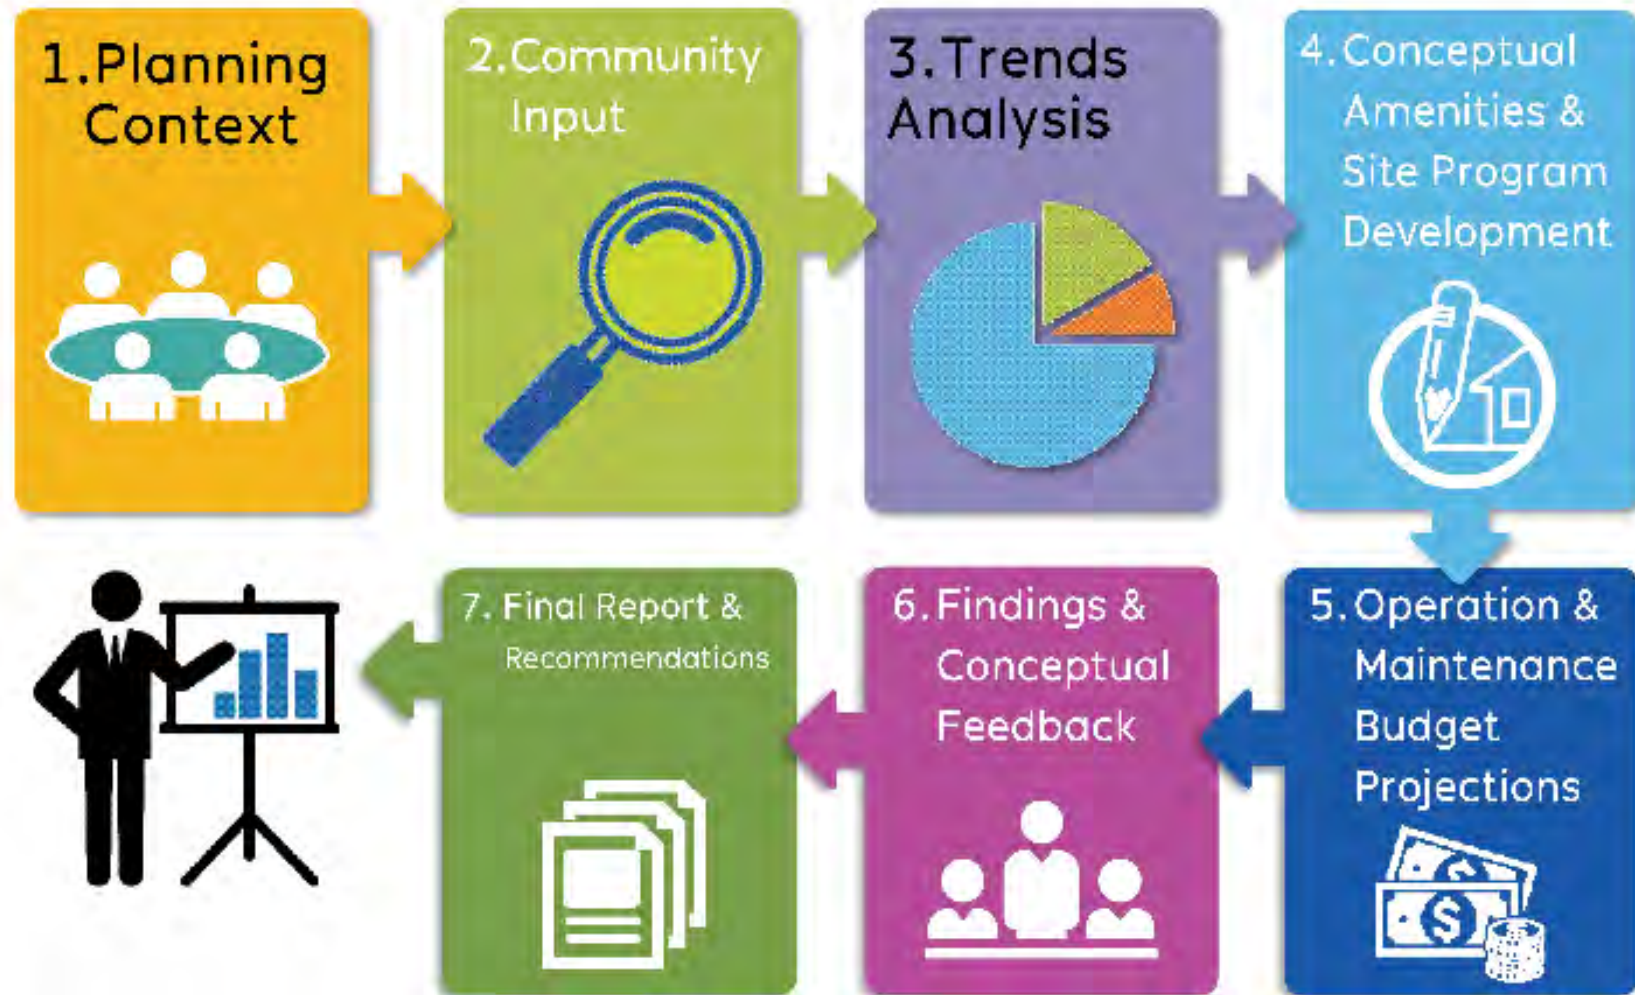 1.Planning
Context
2.Community
Input
3.Trends
Analysis
4.Conceptual
Amenities &
Site Program
Development
5.Operation &
Maintenance
Budget
Projections
$
$
6.Findings &
Conceptual
Feedback
7. Final Report &
Recommendations